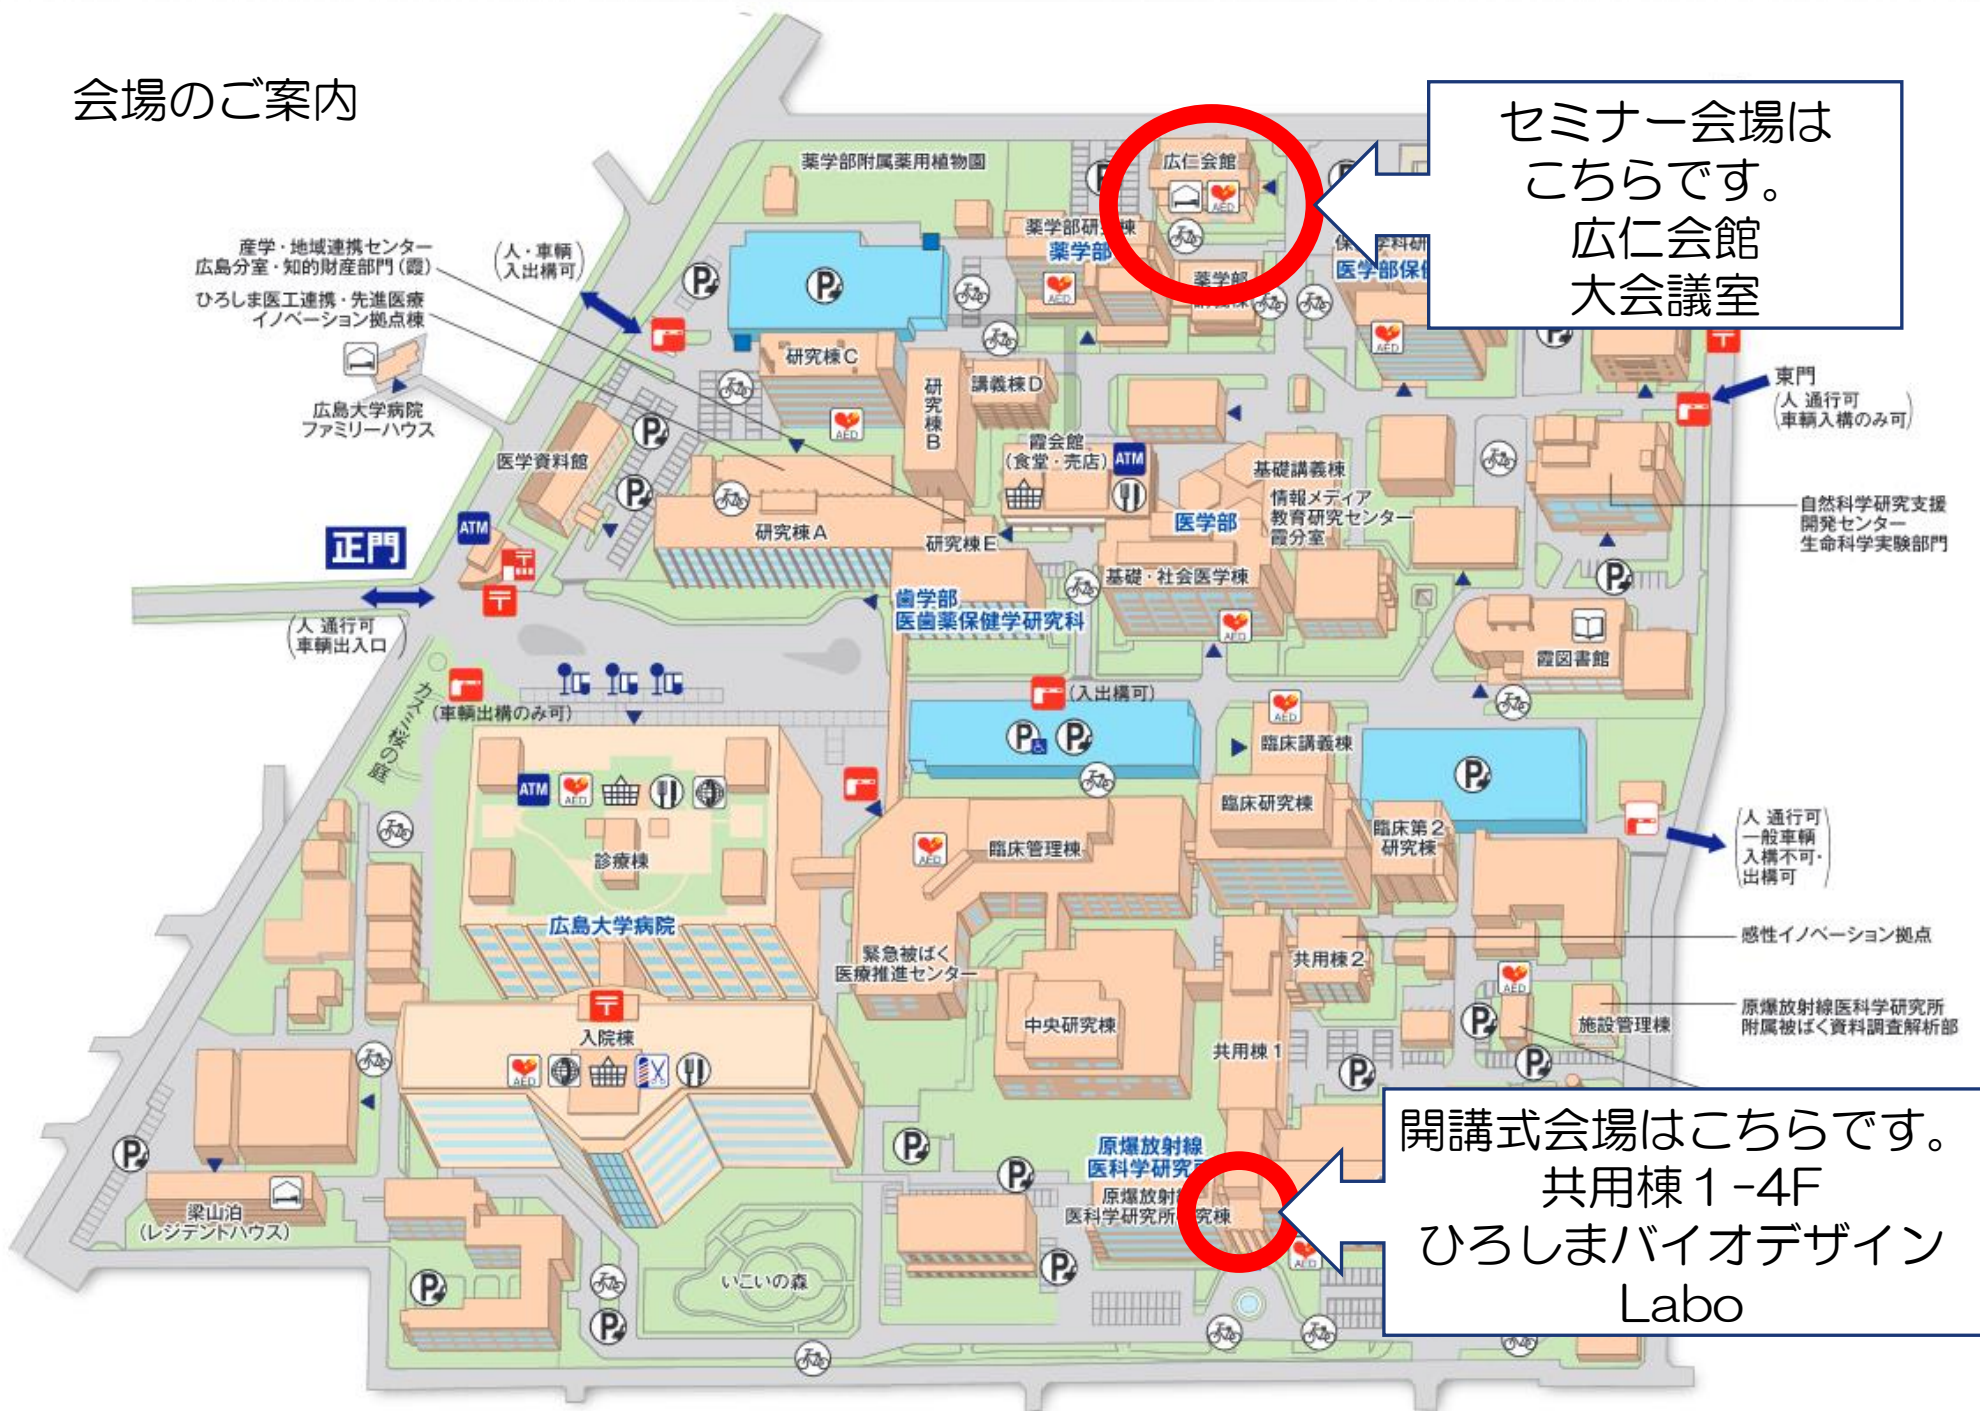 会場のご案内
セミナー会場は
こちらです。
広仁会館
大会議室
薬学部附属薬用植物園
広仁会館
AED
産学・地域連携センター
広島分室・知的財産部門(霞)
(人・車輌
入出構可)
ひろしま医工連携・先進医療
イノベーション拠点棟
薬学部研究棟
薬学部
AED
薬学部
医学部保
AED
広島大学病院
ファミリーハウス
研究棟C
AED
研究棟B
講義棟D
東門
(人 通行可
車輌入構のみ可)
医学資料館
霞会館
(食堂・売店)
ATM
基礎講義棟
情報メディア
教育研究センター
霞分室
自然科学研究支援
開発センター
生命科学実験部門
正門
ATM
研究棟A
研究棟E
医学部
基礎・社会医学棟
AED
(人 通行可
車輌出入口)
歯学部
医歯薬保健学研究科
霞図書館
カスミ桜の庭
(車輌出構のみ可)
(入出構可)
AED
臨床講義棟
ATM
AED
診療棟
広島大学病院
AED
臨床管理棟
臨床研究棟
臨床第2
研究棟
(人 通行可
一般車輌
入構不可・
出構可)
緊急被ばく
医療推進センター
共用棟2
感性イノベーション拠点
入院棟
AED
中央研究棟
共用棟1
AED
施設管理棟
原爆放射線医科学研究所
附属被ばく資料調査解析部
開講式会場はこちらです。
共用棟1-4F
ひろしまバイオデザイン
Labo
原爆放射線
医科学研究
原爆放射
医科学研究所
究棟
AED
梁山泊
(レジデントハウス)
いこいの森